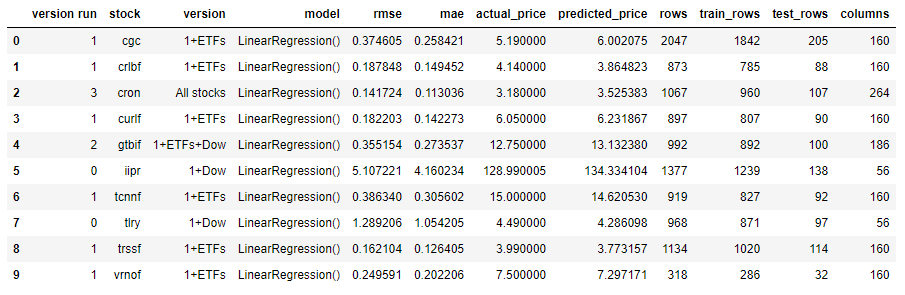 version run stock version model rmse mae actual_price predicted_price rows train_rows test_rows columns
0 1 cgc 1+ETFs LinearRegression() 0.374605 0.258421 5.190000 6.002075 2047 1842 205 160
1 1 crlbf 1+ETFs LinearRegression() 0.187848 0.149452 4.140000 3.864823 873 785 88 160
2 3 cron All stocks LinearRegression() 0.141724 0.113036 3.180000 3.525383 1067 960 107 264
3 1 curlf 1+ETFs LinearRegression() 0.182203 0.142273 6.050000 6.231867 897 807 90 160
4 2 gtbif 1+ETFs+Dow LinearRegression() 0.355154 0.273537 12.750000 13.132380 992 892 100 186
5 0 iipr 1+Dow LinearRegression() 5.107221 4.160234 128.990005 134.334104 1377 1239 138 56
6 1 tcnnf 1+ETFs LinearRegression() 0.386340 0.305602 15.000000 14.620530 919 827 92 160
7 0 tlry 1+Dow LinearRegression() 1.289206 1.054205 4.490000 4.286098 968 871 97 56
8 1 trssf 1+ETFs LinearRegression() 0.162104 0.126405 3.990000 3.773157 1134 1020 114 160
9 1 vrnof 1+ETFs LinearRegression() 0.249591 0.202206 7.500000 7.297171 318 286 32 160